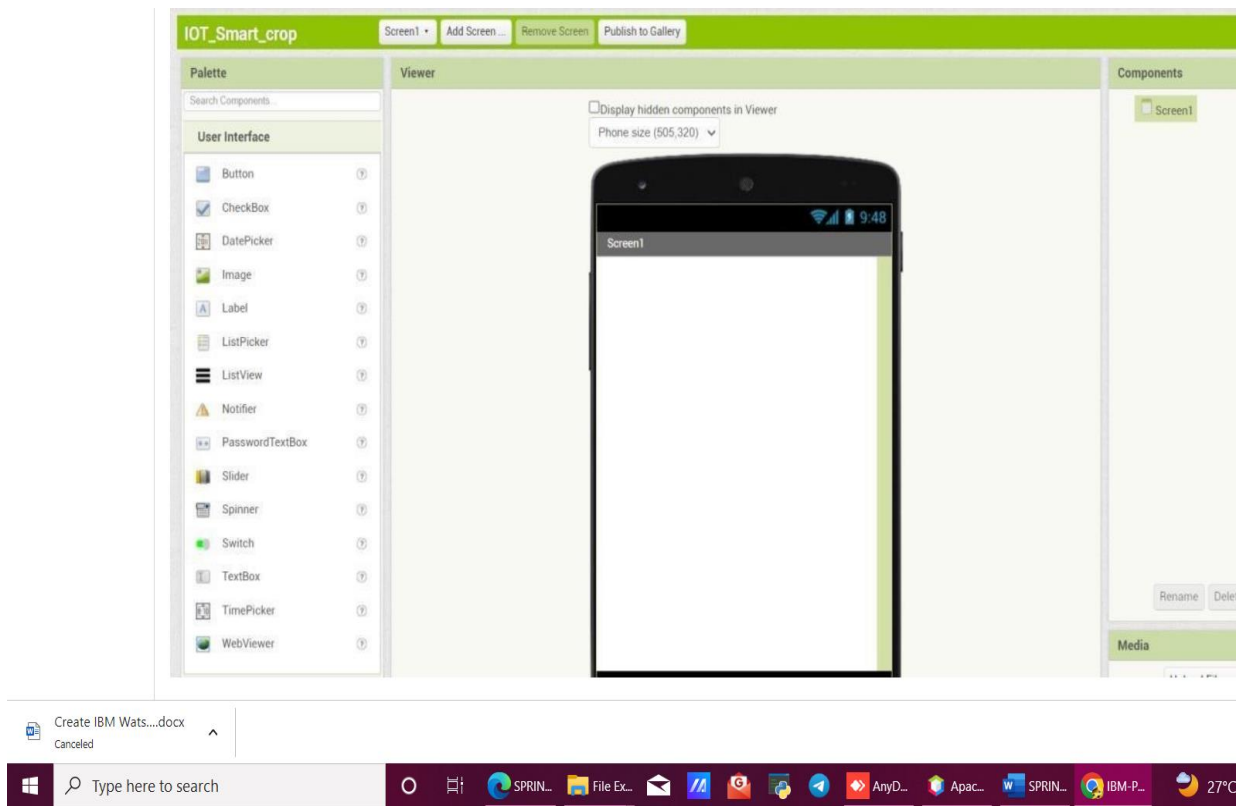 IOT_Smart_crop
Screen1
Add Screen ...
Remove Screen
Publish to Gallery
Palette
Viewer
Components
Search Components...
Display hidden components in Viewer
Phone size (505,320)
Screen1
User Interface
Button
CheckBox
DatePicker
Image
Label
ListPicker
ListView
Notifier
PasswordTextBox
Slider
Spinner
Switch
TextBox
TimePicker
WebViewer
9:48
Screen1
Rename
Delet
Media
Create IBM Wats....docx
Canceled
Type here to search
SPRIN...
File Ex...
AnyD...
Apac...
SPRIN...
IBM-P...
27°C